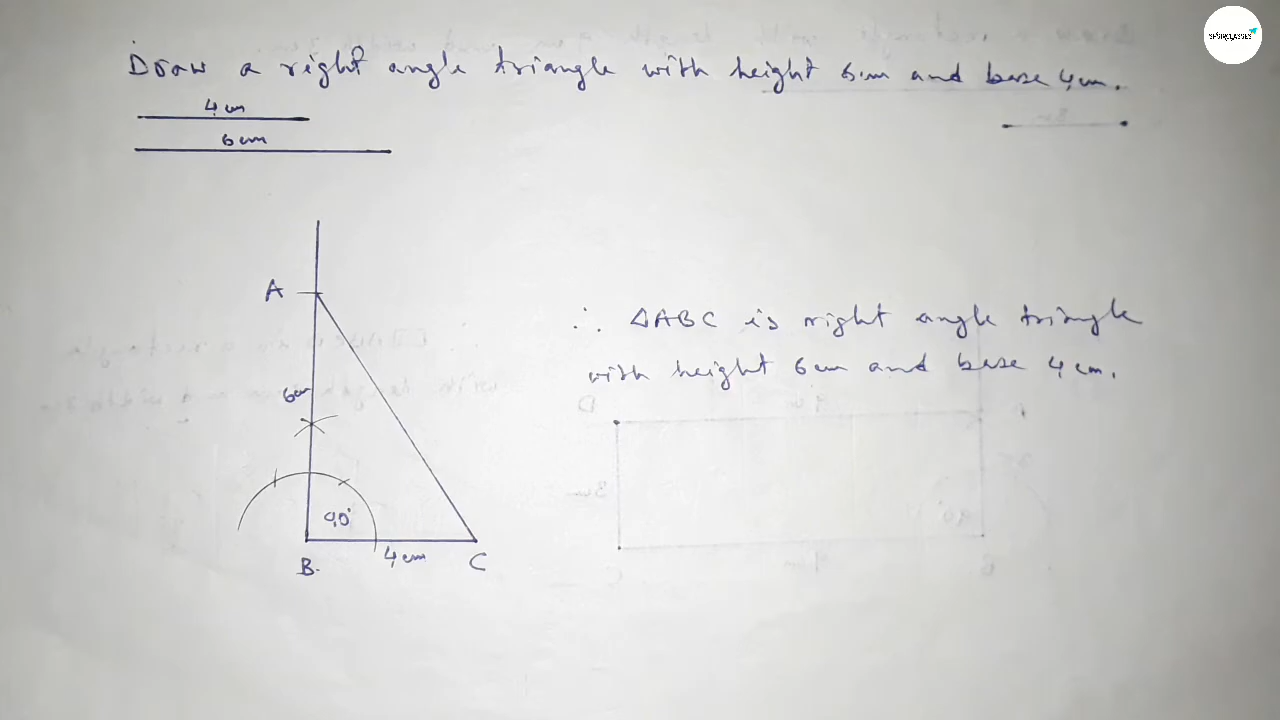 Draw a right angle triangle with height 6cm and base 4cm.
4cm
6cm
A
6cm
90°
B.
4cm
C
∴ △ABC is right angle triangle
with height 6cm and base 4cm.